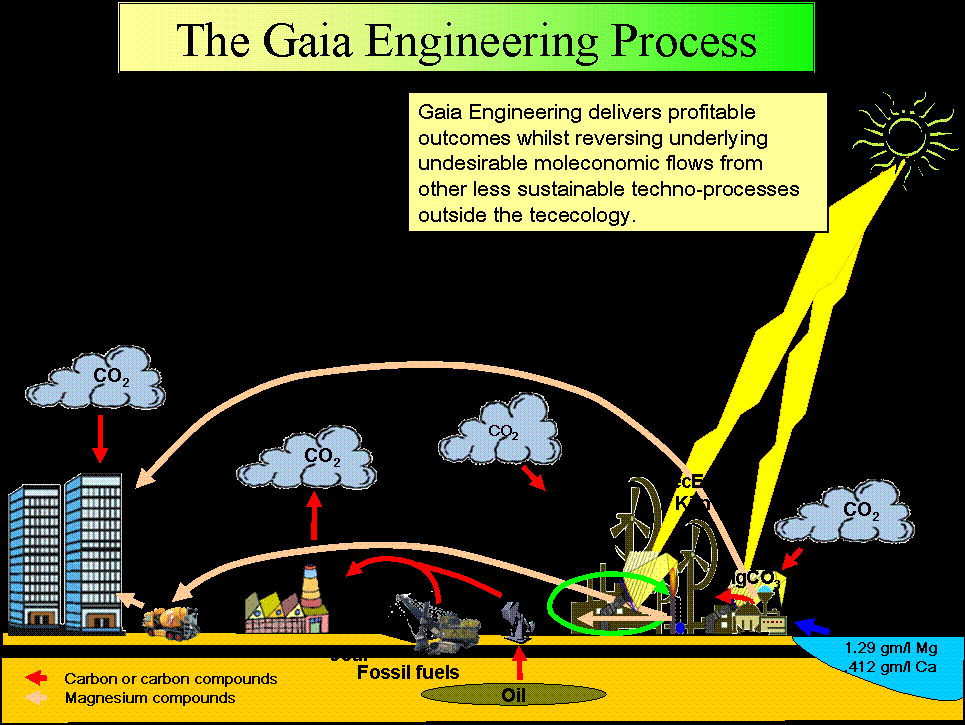 The Gaia Engineering Process
Gaia Engineering delivers profitable
outcomes whilst reversing underlying
undesirable moleconomic flows from
other less sustainable techno-processes
outside the tececology.
CO2
CO2
CO2
CO2
1.29 gm/l Mg
.412 gm/l Ca
Fossil fuels
Oil
Carbon or carbon compounds
Magnesium compounds